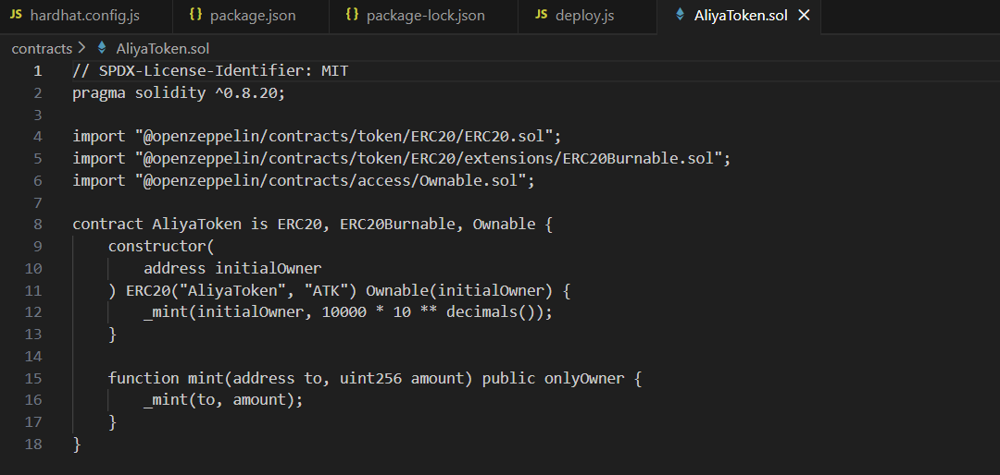 JS hardhat.config.js {} package.json {} package-lock.json JS deploy.js AliyaToken.sol
contracts > AliyaToken.sol
1 // SPDX-License-Identifier: MIT
2 pragma solidity ^0.8.20;
3
4 import "@openzeppelin/contracts/token/ERC20/ERC20.sol";
5 import "@openzeppelin/contracts/token/ERC20/extensions/ERC20Burnable.sol";
6 import "@openzeppelin/contracts/access/Ownable.sol";
7
8 contract AliyaToken is ERC20, ERC20Burnable, Ownable {
9     constructor(
10         address initialOwner
11     ) ERC20("AliyaToken", "ATK") Ownable(initialOwner) {
12         _mint(initialOwner, 10000 * 10 ** decimals());
13     }
14
15     function mint(address to, uint256 amount) public onlyOwner {
16         _mint(to, amount);
17     }
18 }